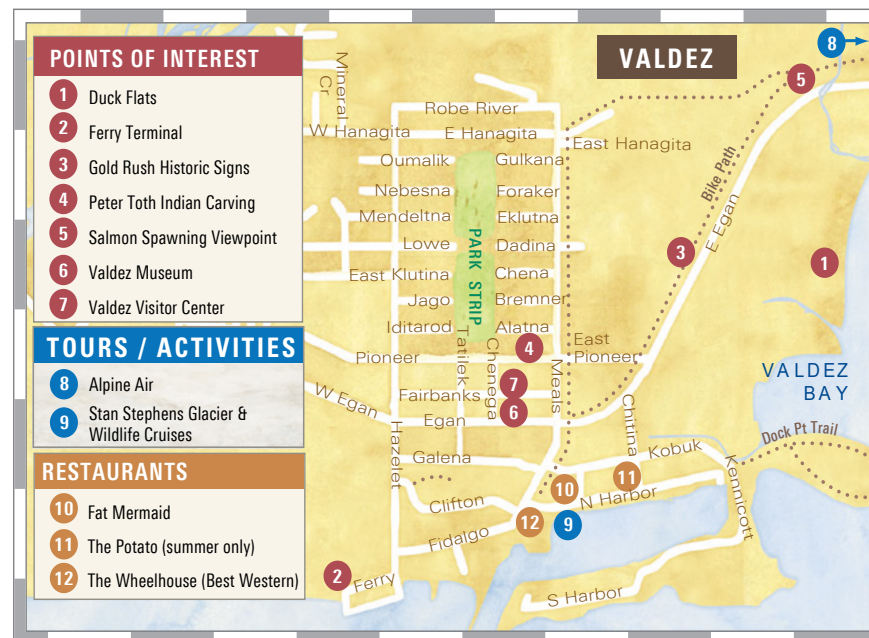 POINTS OF INTEREST
1 Duck Flats
2 Ferry Terminal
3 Gold Rush Historic Signs
4 Peter Toth Indian Carving
5 Salmon Spawning Viewpoint
6 Valdez Museum
7 Valdez Visitor Center
TOURS / ACTIVITIES
8 Alpine Air
9 Stan Stephens Glacier &
Wildlife Cruises
RESTAURANTS
10 Fat Mermaid
11 The Potato (summer only)
12 The Wheelhouse (Best Western)
VALDEZ
8
5
Mineral
Cr
Robe River
W Hanagita
E Hanagita
East Hanagita
Oumalik
Gulkana
Nebesna
Foraker
Mendeltna
Eklutna
Lowe
Dadina
East Klutina
Chena
Jago
Bremner
Iditarod
Alatna
PARK STRIP
Bike Path
E Egan
3
1
Pioneer
4
East
Pioneer
Tatilek
Chenega
Meals
7
Fairbanks
6
W Egan
Egan
Hazelet
Chitina
VALDEZ
BAY
Dock Pt Trail
Galena
Kobuk
Kennicott
11
10
N Harbor
Clifton
12
9
Fidalgo
2
Ferry
S Harbor